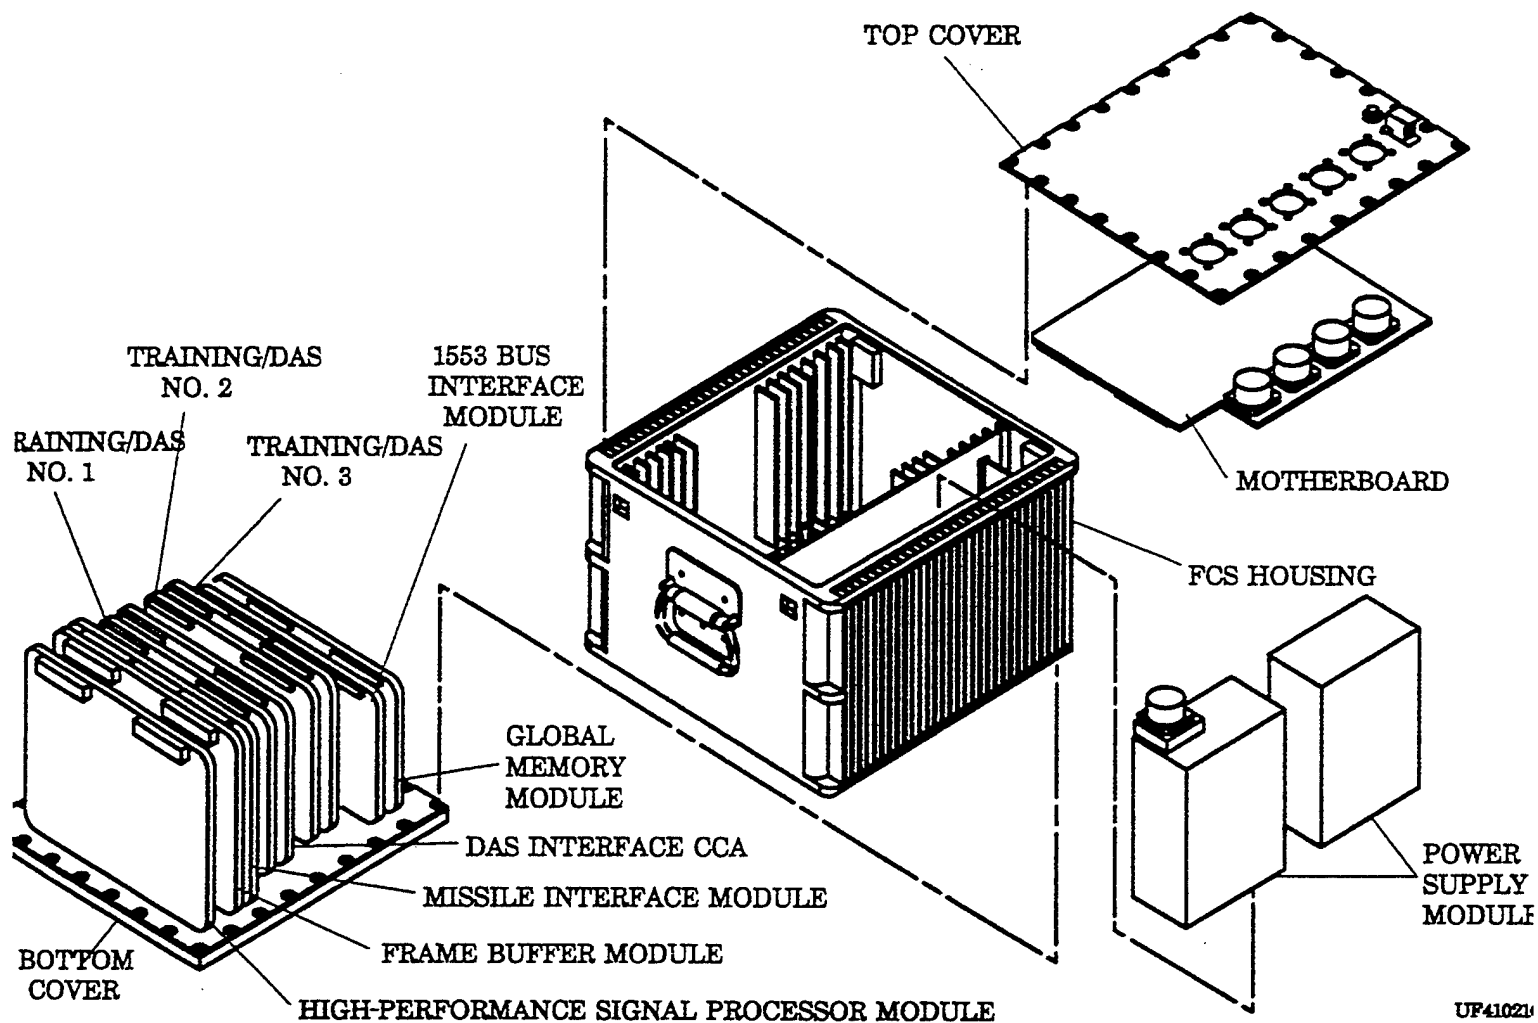 TOP COVER
TRAINING/DAS
NO. 2
1553 BUS
INTERFACE
MODULE
RAINING/DAS
NO. 1
TRAINING/DAS
NO. 3
MOTHERBOARD
FCS HOUSING
GLOBAL
MEMORY
MODULE
DAS INTERFACE CCA
MISSILE INTERFACE MODULE
FRAME BUFFER MODULE
HIGH-PERFORMANCE SIGNAL PROCESSOR MODULE
BOTTOM
COVER
POWER
SUPPLY
MODULE
UF41021